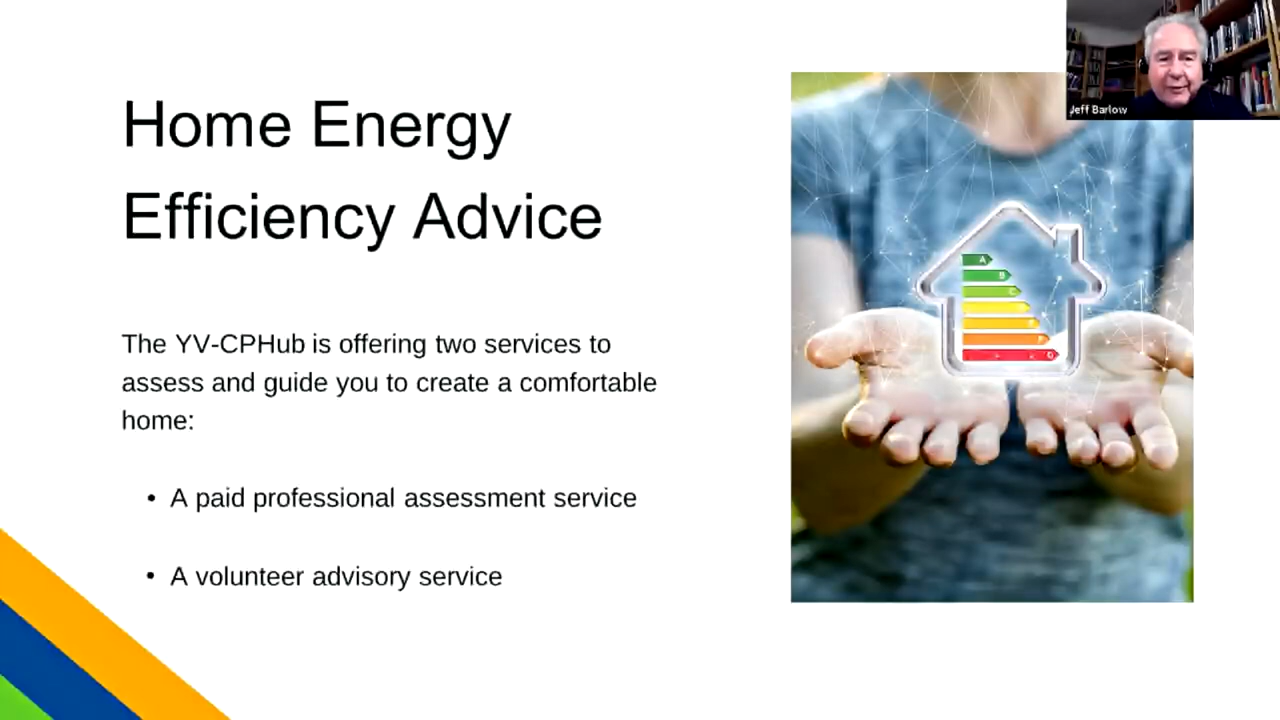 Home Energy
Efficiency Advice
The YV-CPHub is offering two services to
assess and guide you to create a comfortable
home:
• A paid professional assessment service
• A volunteer advisory service
Jeff Barlow
A
B
C